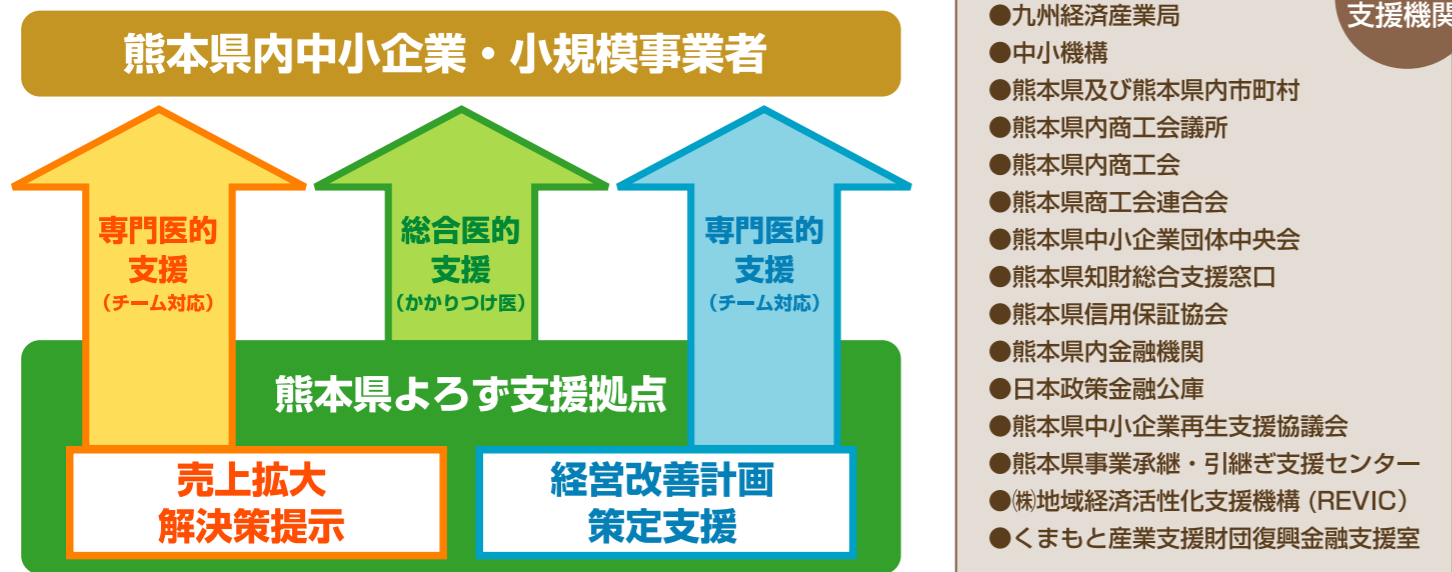 熊本県内中小企業・小規模事業者
専門医的
支援
（チーム対応）
総合医的
支援
（かかりつけ医）
専門医的
支援
（チーム対応）
熊本県よろず支援拠点
売上拡大
解決策提示
経営改善計画
策定支援
支援機関
●九州経済産業局
●中小機構
●熊本県及び熊本県内市町村
●熊本県内商工会議所
●熊本県内商工会
●熊本県商工会連合会
●熊本県中小企業団体中央会
●熊本県知財総合支援窓口
●熊本県信用保証協会
●熊本県内金融機関
●日本政策金融公庫
●熊本県中小企業再生支援協議会
●熊本県事業承継・引継ぎ支援センター
●㈱地域経済活性化支援機構 (REVIC）
●くまもと産業支援財団復興金融支援室